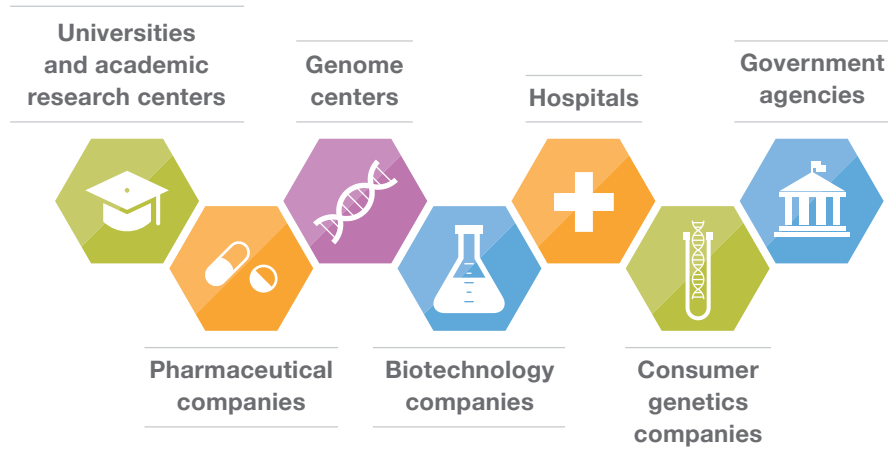 Universities
and academic
research centers
Genome
centers
Hospitals
Government
agencies
Pharmaceutical
companies
Biotechnology
companies
Consumer
genetics
companies